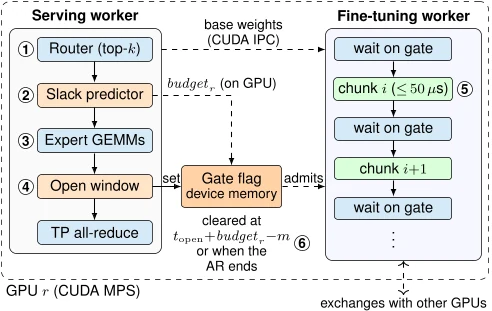 Serving worker
Fine-tuning worker
① Router (top-k)
base weights
(CUDA IPC)
wait on gate
② Slack predictor
budget_r (on GPU)
chunk i (≤ 50 μs) ⑤
③ Expert GEMMs
wait on gate
④ Open window
set
Gate flag
device memory
admits
chunk i+1
TP all-reduce
cleared at
t_open+budget_r−m
or when the
AR ends
⑥
wait on gate
⋮
GPU r (CUDA MPS)
exchanges with other GPUs